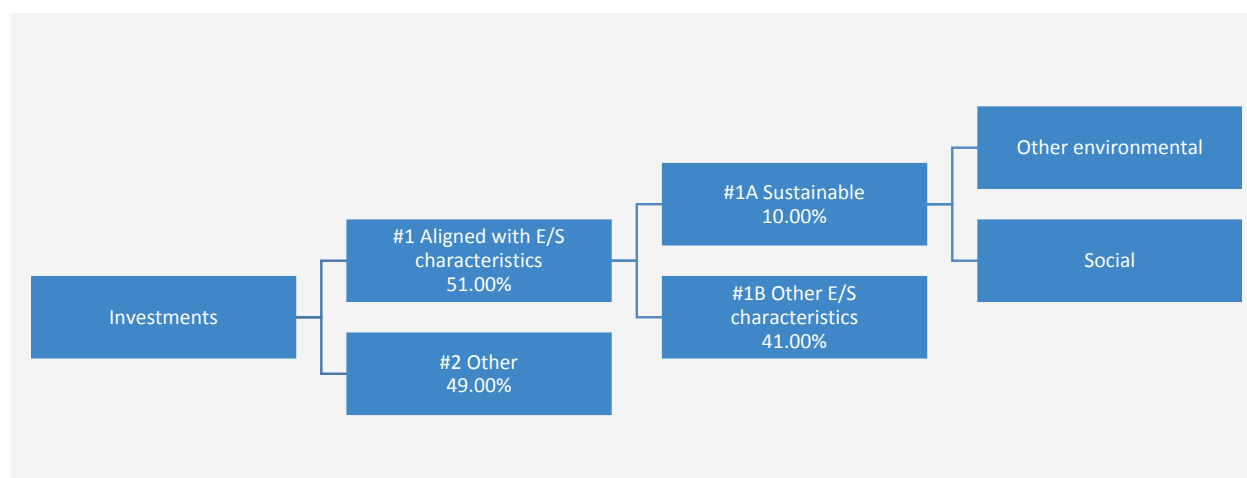 Investments
#1 Aligned with E/S
characteristics
51.00%
#2 Other
49.00%
#1A Sustainable
10.00%
#1B Other E/S
characteristics
41.00%
Other environmental
Social